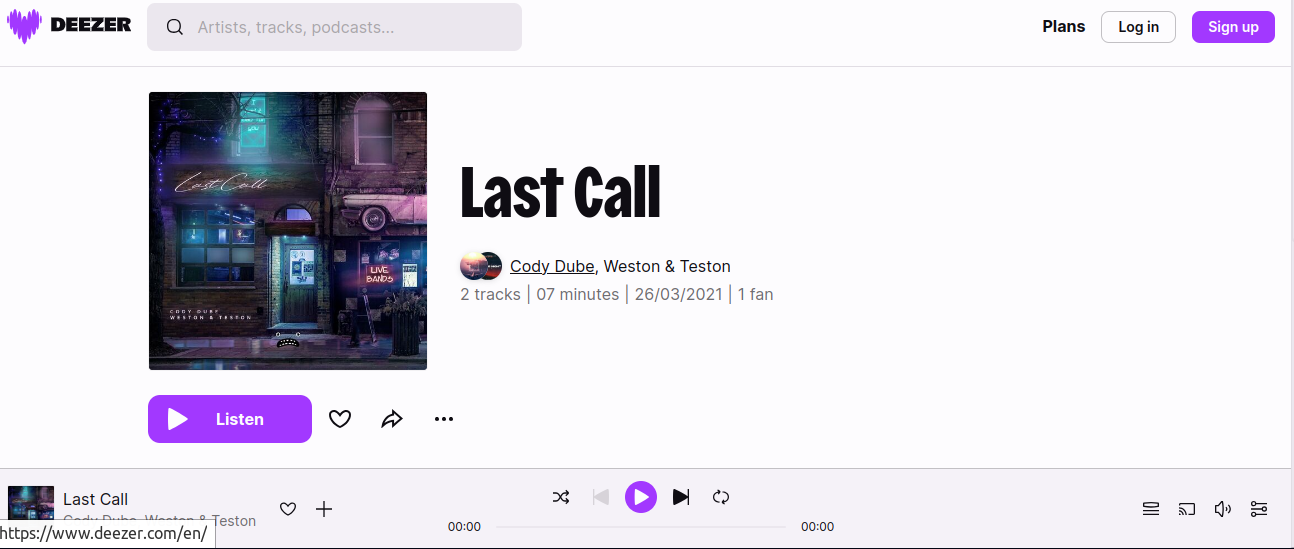 DEEZER
Artists, tracks, podcasts...
Plans
Log in
Sign up
Last Call
LIVE
BANDS
CODY DUBE
WESTON & TESTON
Last Call
Cody Dube, Weston & Teston
2 tracks | 07 minutes | 26/03/2021 | 1 fan
Listen
Last Call
Cody Dube, Weston & Teston
00:00
00:00
https://www.deezer.com/en/